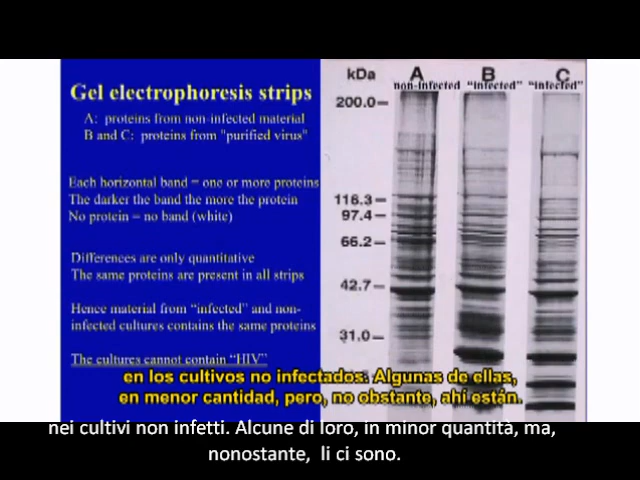 Gel electrophoresis strips
A: proteins from non-infected material
B and C: proteins from "purified virus"
Each horizontal band = one or more proteins
The darker the band the more the protein
No protein = no band (white)
Differences are only quantitative
The same proteins are present in all strips
Hence material from "infected" and non-
infected cultures contains the same proteins
The cultures cannot contain "HIV"
kDa
A B C
non-infected "infected" "infected"
200.0
116.3
97.4
66.2
42.7
31.0
en los cultivos no infectados. Algunas de ellas,
en menor cantidad, pero, no obstante, ahí están.
nei cultivi non infetti. Alcune di loro, in minor quantità, ma,
nonostante, li ci sono.